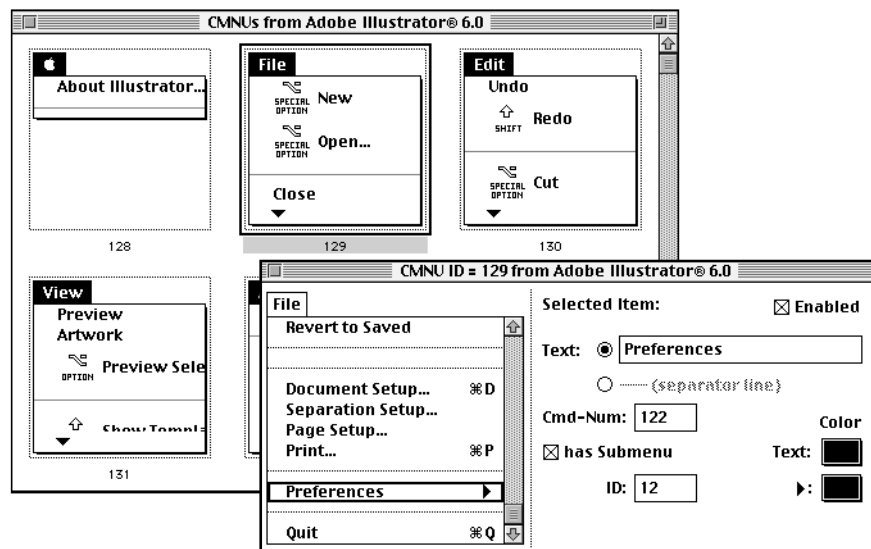 CMNUs from Adobe Illustrator® 6.0
About Illustrator...
128
File
SPECIAL OPTION New
SPECIAL OPTION Open...
Close
129
Edit
Undo
SHIFT Redo
SPECIAL OPTION Cut
130
View
Preview
Artwork
OPTION Preview Sele
131
CMNU ID = 129 from Adobe Illustrator® 6.0
File
Revert to Saved
Document Setup... ⌘D
Separation Setup...
Page Setup...
Print... ⌘P
Preferences
Quit ⌘Q
Selected Item: Enabled
Text: Preferences
(separator line)
Cmd-Num: 122
Color
has Submenu Text:
ID: 12